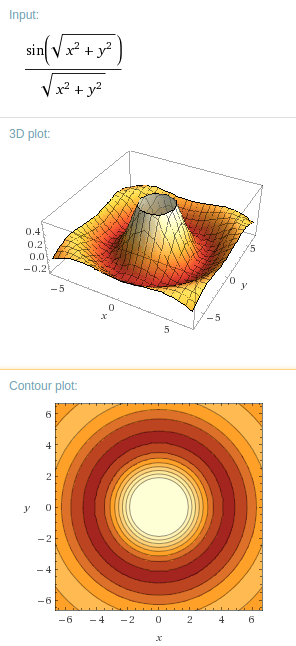 Input:
sin(√x² + y²)
√x² + y²
3D plot:
0.4
0.2
0.0
−0.2
−5
0
5
x
−5
0
5
y
Contour plot:
6
4
2
y 0
−2
−4
−6
−6 −4 −2 0 2 4 6
x